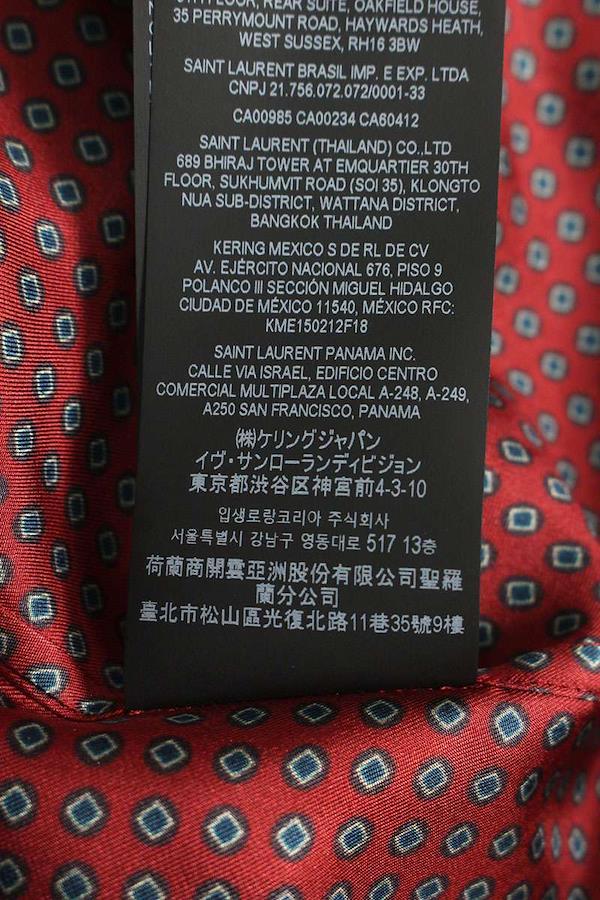 FLOOR, REAR SUITE, OAKFIELD HOUSE,
35 PERRYMOUNT ROAD, HAYWARDS HEATH,
WEST SUSSEX, RH16 3BW
SAINT LAURENT BRASIL IMP. E EXP. LTDA
CNPJ 21.756.072.072/0001-33
CA00985 CA00234 CA60412
SAINT LAURENT (THAILAND) CO.,LTD
689 BHIRAJ TOWER AT EMQUARTIER 30TH
FLOOR, SUKHUMVIT ROAD (SOI 35), KLONGTO
NUA SUB-DISTRICT, WATTANA DISTRICT,
BANGKOK THAILAND
KERING MEXICO S DE RL DE CV
AV. EJÉRCITO NACIONAL 676, PISO 9
POLANCO III SECCIÓN MIGUEL HIDALGO
CIUDAD DE MÉXICO 11540, MÉXICO RFC:
KME150212F18
SAINT LAURENT PANAMA INC.
CALLE VIA ISRAEL, EDIFICIO CENTRO
COMERCIAL MULTIPLAZA LOCAL A-248, A-249,
A250 SAN FRANCISCO, PANAMA
㈱ケリングジャパン
イヴ・サンローランディビジョン
東京都渋谷区神宮前4-3-10
입생로랑코리아 주식회사
서울특별시 강남구 영동대로 517 13층
荷蘭商開雲亞洲股份有限公司聖羅
蘭分公司
臺北市松山區光復北路11巷35號9樓